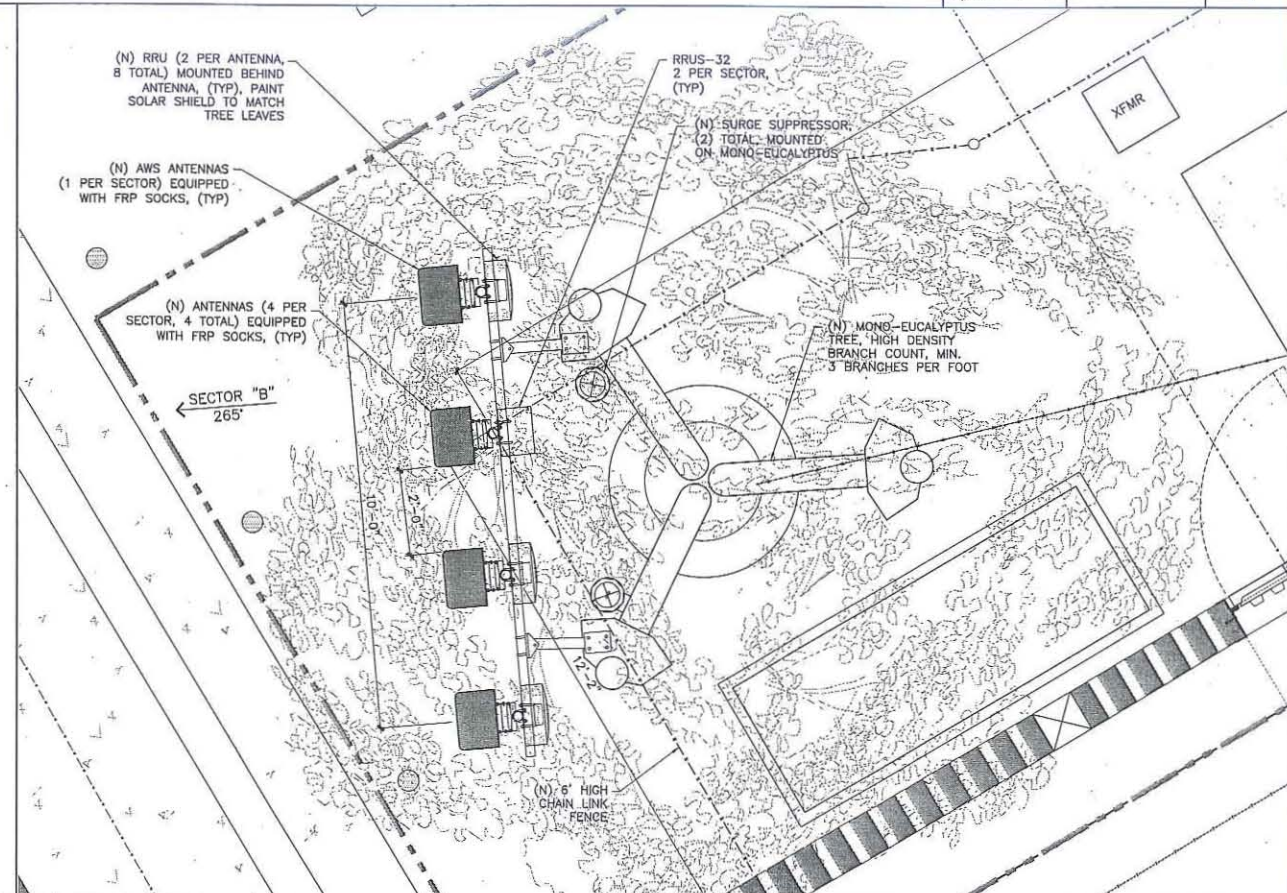 (N) RRU (2 PER ANTENNA,
8 TOTAL) MOUNTED BEHIND
ANTENNA, (TYP), PAINT
SOLAR SHIELD TO MATCH
TREE LEAVES
RRUS-32
2 PER SECTOR,
(TYP)
(N) SURGE SUPPRESSOR,
(2) TOTAL, MOUNTED
ON MONO-EUCALYPTUS
XFMR
(N) AWS ANTENNAS
(1 PER SECTOR) EQUIPPED
WITH FRP SOCKS, (TYP)
(N) ANTENNAS (4 PER
SECTOR, 4 TOTAL) EQUIPPED
WITH FRP SOCKS, (TYP)
(N) MONO-EUCALYPTUS
TREE, HIGH DENSITY
BRANCH COUNT, MIN.
3 BRANCHES PER FOOT
SECTOR "B"
265°
10'-0"
2'-0"
(N) 6' HIGH
CHAIN LINK
FENCE